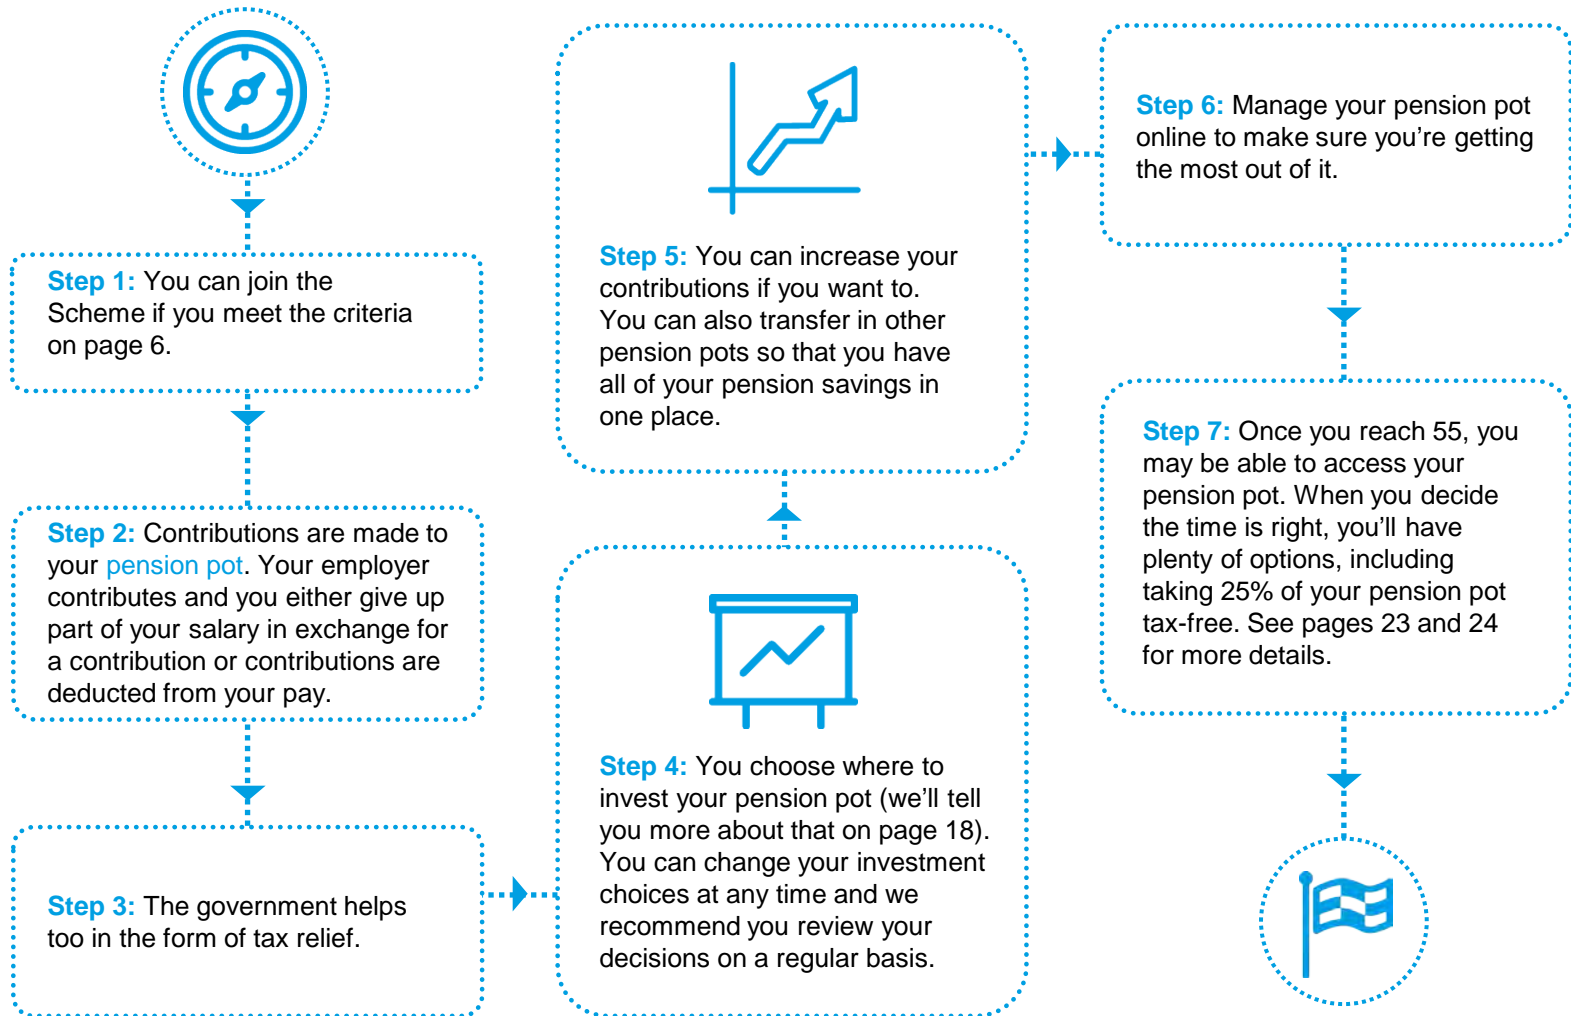 Step 1: You can join the
Scheme if you meet the criteria
on page 6.
Step 2: Contributions are made to
your pension pot. Your employer
contributes and you either give up
part of your salary in exchange for
a contribution or contributions are
deducted from your pay.
Step 3: The government helps
too in the form of tax relief.
Step 4: You choose where to
invest your pension pot (we’ll tell
you more about that on page 18).
You can change your investment
choices at any time and we
recommend you review your
decisions on a regular basis.
Step 5: You can increase your
contributions if you want to.
You can also transfer in other
pension pots so that you have
all of your pension savings in
one place.
Step 6: Manage your pension pot
online to make sure you’re getting
the most out of it.
Step 7: Once you reach 55, you
may be able to access your
pension pot. When you decide
the time is right, you’ll have
plenty of options, including
taking 25% of your pension pot
tax-free. See pages 23 and 24
for more details.